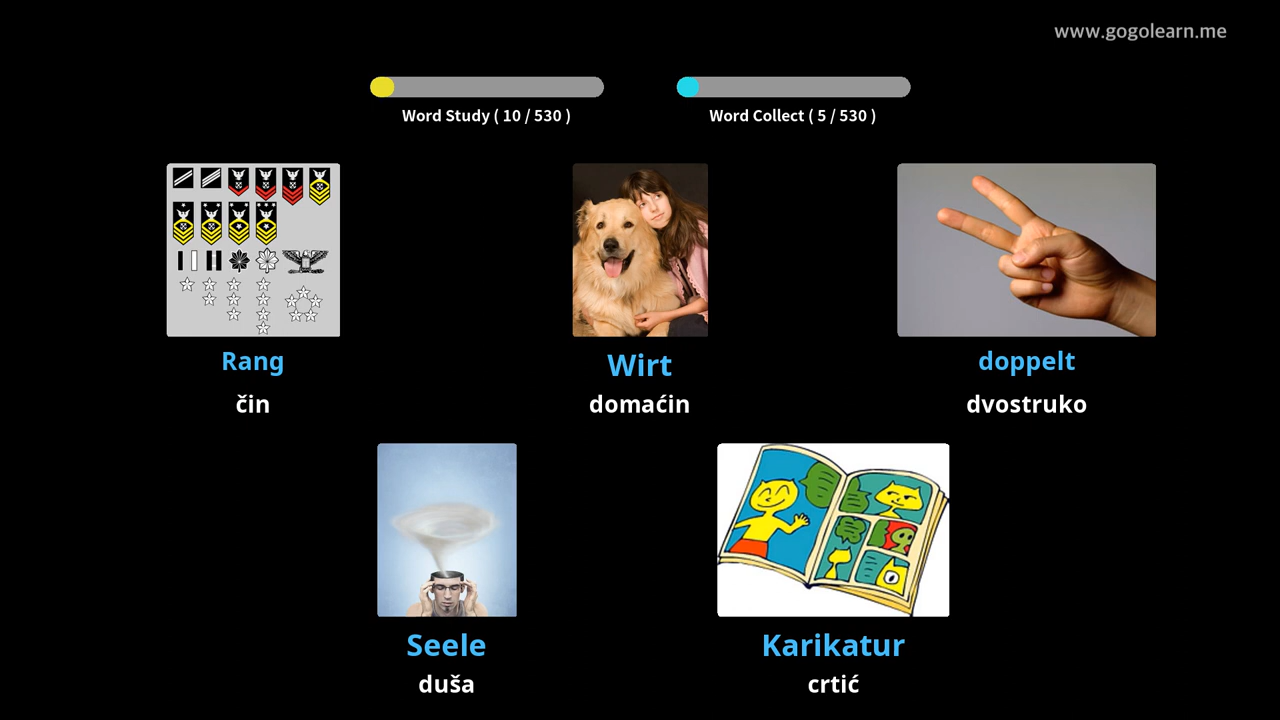 www.gogolearn.me
Word Study ( 10 / 530 )
Word Collect ( 5 / 530 )
Rang
Wirt
doppelt
čin
domaćin
dvostruko
Seele
Karikatur
duša
crtić